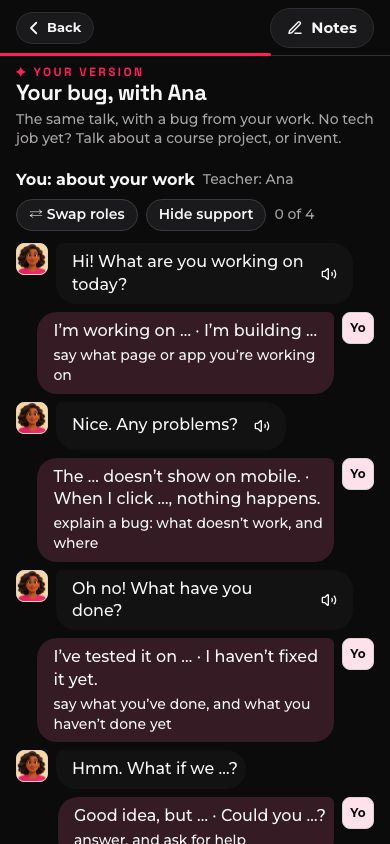 Back
Notes
YOUR VERSION
Your bug, with Ana
The same talk, with a bug from your work. No tech
job yet? Talk about a course project, or invent.
You: about your work Teacher: Ana
Swap roles Hide support 0 of 4
Hi! What are you working on
today?
I’m working on … · I’m building …
say what page or app you’re working
on
Yo
Nice. Any problems?
The … doesn’t show on mobile. ·
When I click …, nothing happens.
explain a bug: what doesn’t work, and
where
Yo
Oh no! What have you
done?
I’ve tested it on … · I haven’t fixed
it yet.
say what you’ve done, and what you
haven’t done yet
Yo
Hmm. What if we …?
Good idea, but … · Could you …?
answer, and ask for help
Yo